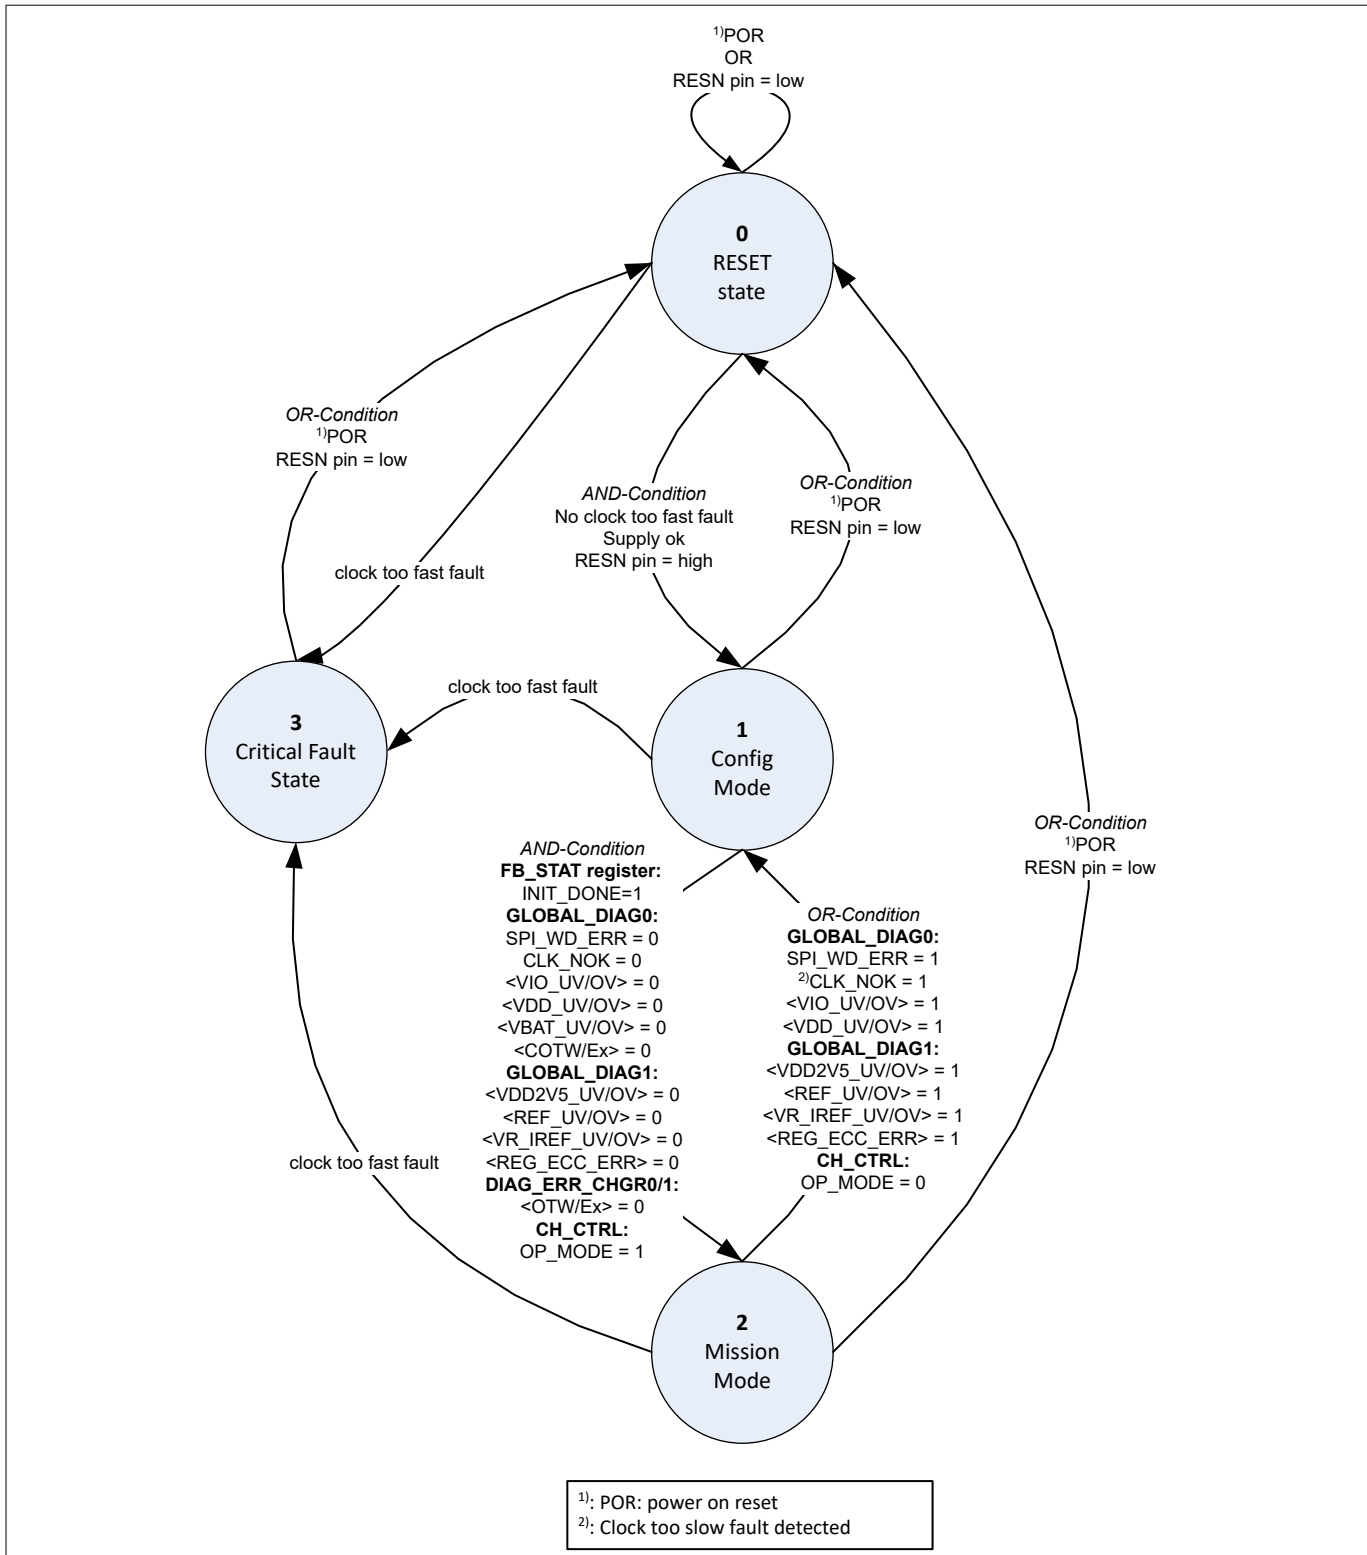 1)POR
OR
RESN pin = low
0
RESET
state
OR-Condition
1)POR
RESN pin = low
AND-Condition
No clock too fast fault
Supply ok
RESN pin = high
OR-Condition
1)POR
RESN pin = low
clock too fast fault
clock too fast fault
3
Critical Fault
State
1
Config
Mode
OR-Condition
1)POR
RESN pin = low
AND-Condition
FB_STAT register:
INIT_DONE=1
GLOBAL_DIAG0:
SPI_WD_ERR = 0
CLK_NOK = 0
<VIO_UV/OV> = 0
<VDD_UV/OV> = 0
<VBAT_UV/OV> = 0
<COTW/Ex> = 0
GLOBAL_DIAG1:
<VDD2V5_UV/OV> = 0
<REF_UV/OV> = 0
<VR_IREF_UV/OV> = 0
<REG_ECC_ERR> = 0
DIAG_ERR_CHGR0/1:
<OTW/Ex> = 0
CH_CTRL:
OP_MODE = 1
OR-Condition
GLOBAL_DIAG0:
SPI_WD_ERR = 1
2)CLK_NOK = 1
<VIO_UV/OV> = 1
<VDD_UV/OV> = 1
GLOBAL_DIAG1:
<VDD2V5_UV/OV> = 1
<REF_UV/OV> = 1
<VR_IREF_UV/OV> = 1
<REG_ECC_ERR> = 1
CH_CTRL:
OP_MODE = 0
clock too fast fault
2
Mission
Mode
1): POR: power on reset
2): Clock too slow fault detected